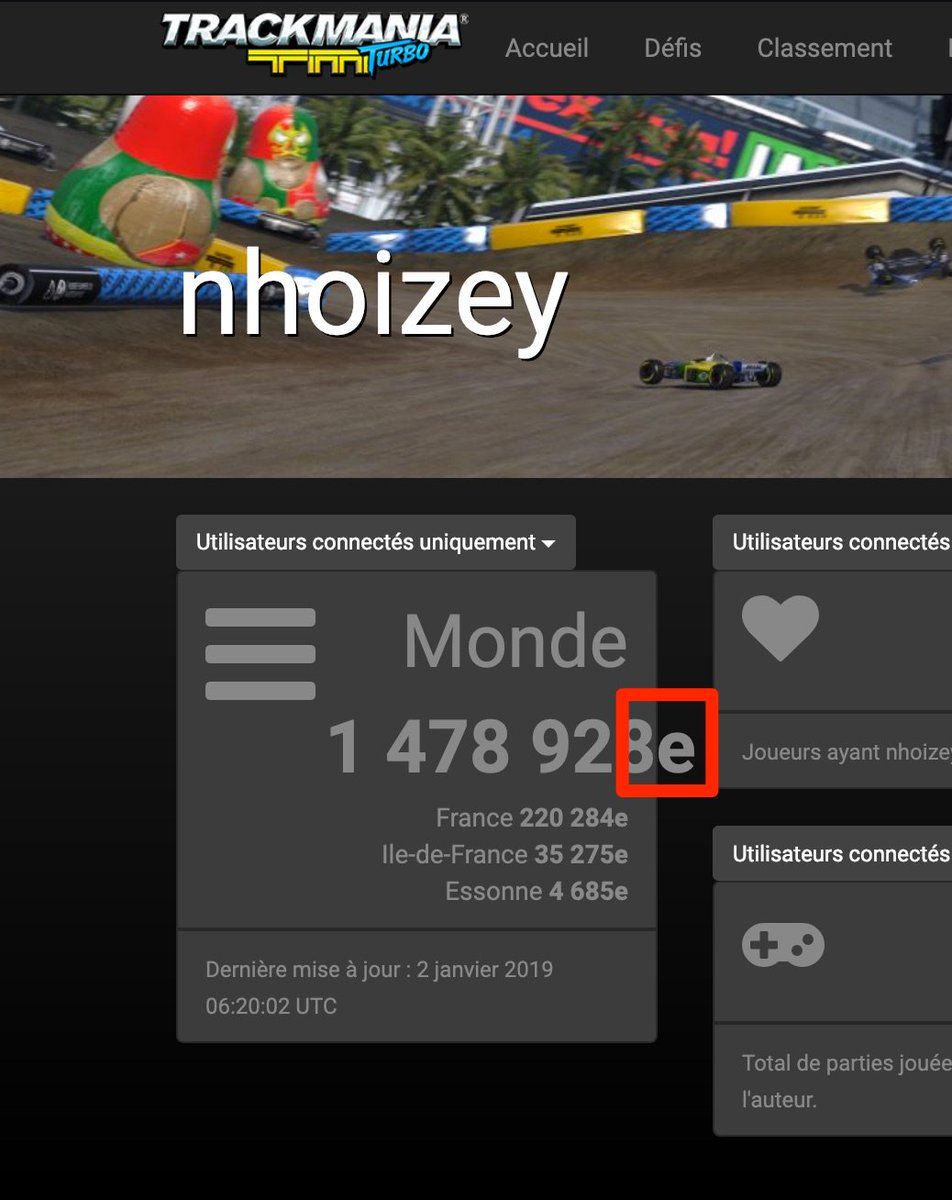 TRACKMANIA®
TURBO
Accueil Défis Classement
nhoizey
Utilisateurs connectés uniquement
Monde
1 478 928e
France 220 284e
Ile-de-France 35 275e
Essonne 4 685e
Dernière mise à jour : 2 janvier 2019
06:20:02 UTC
Utilisateurs connectés
Joueurs ayant nhoizey
Utilisateurs connectés
Total de parties jouée
l'auteur.